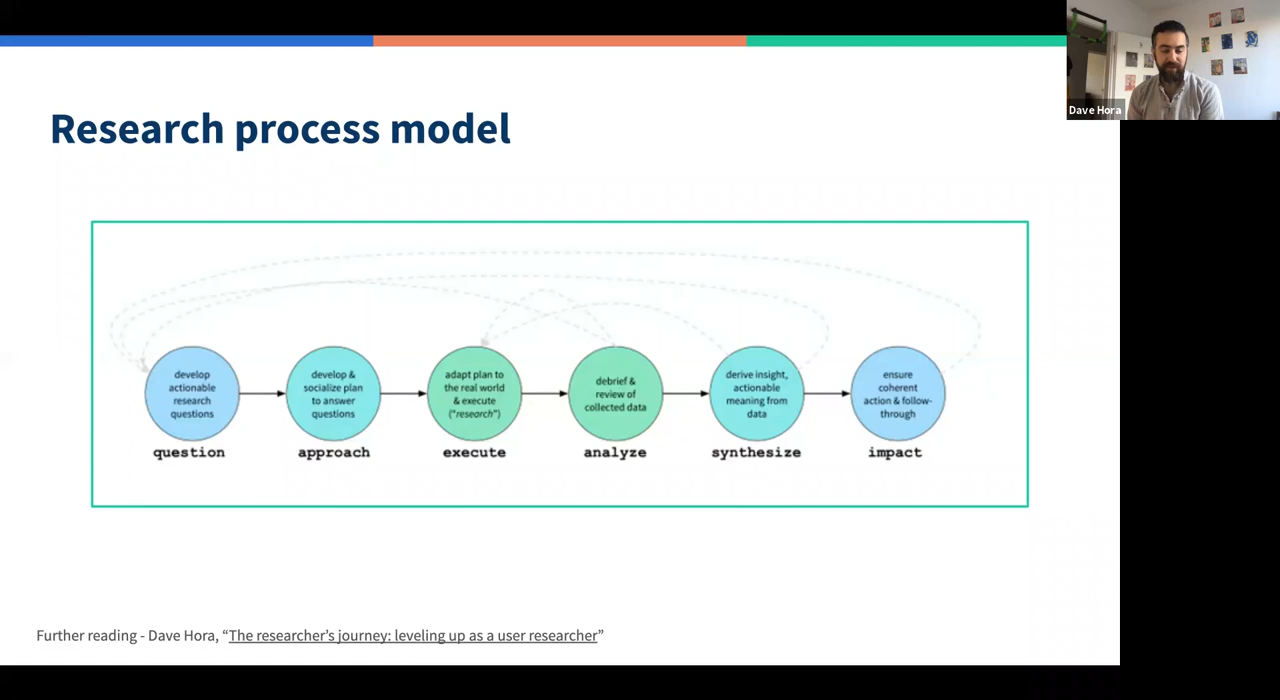 Dave Hora
Research process model
develop
actionable
research
questions
question
develop &
socialize plan
to answer
questions
approach
adapt plan to
the real world
& execute
("research")
execute
debrief &
review of
collected data
analyze
derive insight,
actionable
meaning from
data
synthesize
ensure
coherent
action & follow-
through
impact
Further reading - Dave Hora, “The researcher’s journey: leveling up as a user researcher”